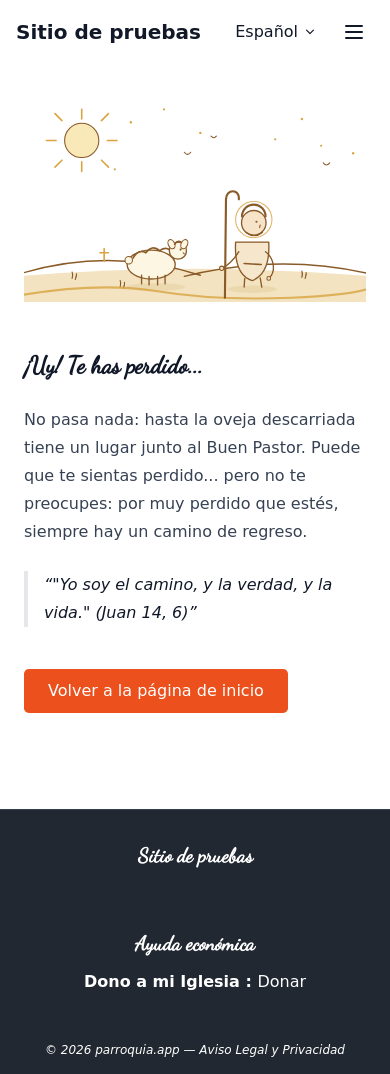 Sitio de pruebas
Español
¡Uy! Te has perdido...
No pasa nada: hasta la oveja descarriada
tiene un lugar junto al Buen Pastor. Puede
que te sientas perdido... pero no te
preocupes: por muy perdido que estés,
siempre hay un camino de regreso.
“"Yo soy el camino, y la verdad, y la
vida." (Juan 14, 6)”
Volver a la página de inicio
Sitio de pruebas
Ayuda económica
Dono a mi Iglesia : Donar
© 2026 parroquia.app — Aviso Legal y Privacidad